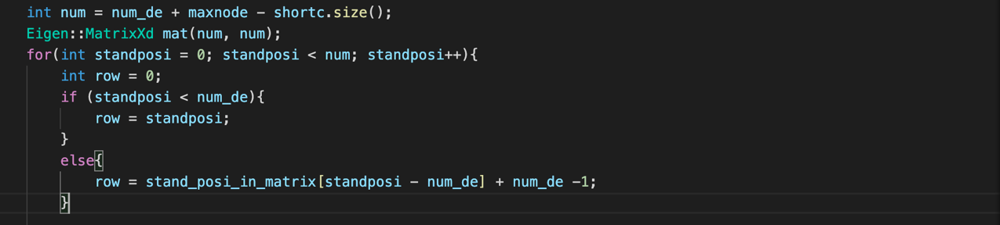 int num = num_de + maxnode - shortc.size();
Eigen::MatrixXd mat(num, num);
for(int standposi = 0; standposi < num; standposi++){
int row = 0;
if (standposi < num_de){
row = standposi;
}
else{
row = stand_posi_in_matrix[standposi - num_de] + num_de -1;
}